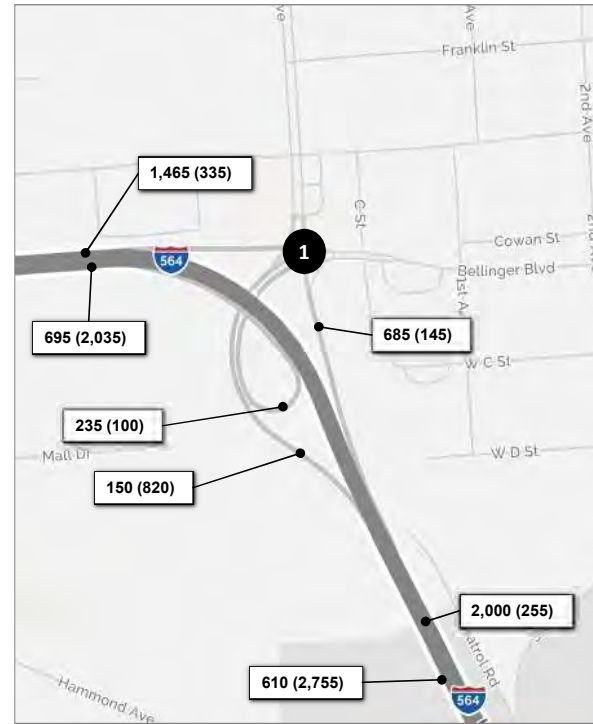 Ave
Ave
Franklin St
2nd Ave
1,465 (335)
C St
1
Cowan St
564
Bellinger Blvd
1st Ave
695 (2,035)
685 (145)
W C St
235 (100)
Mall Dr
W D St
150 (820)
2,000 (255)
610 (2,755)
564
Hammond Ave